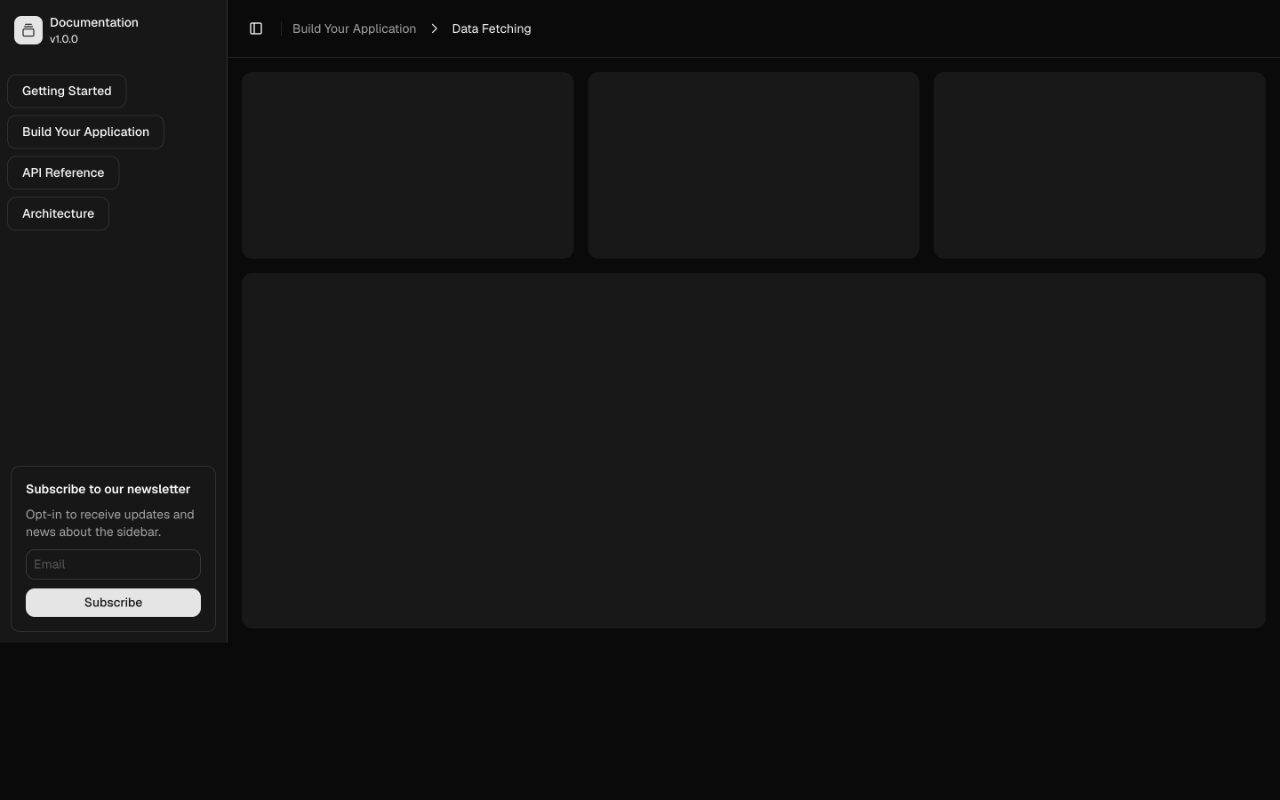 Documentation
v1.0.0
Build Your Application
Data Fetching
Getting Started
Build Your Application
API Reference
Architecture
Subscribe to our newsletter
Opt-in to receive updates and
news about the sidebar.
Email
Subscribe